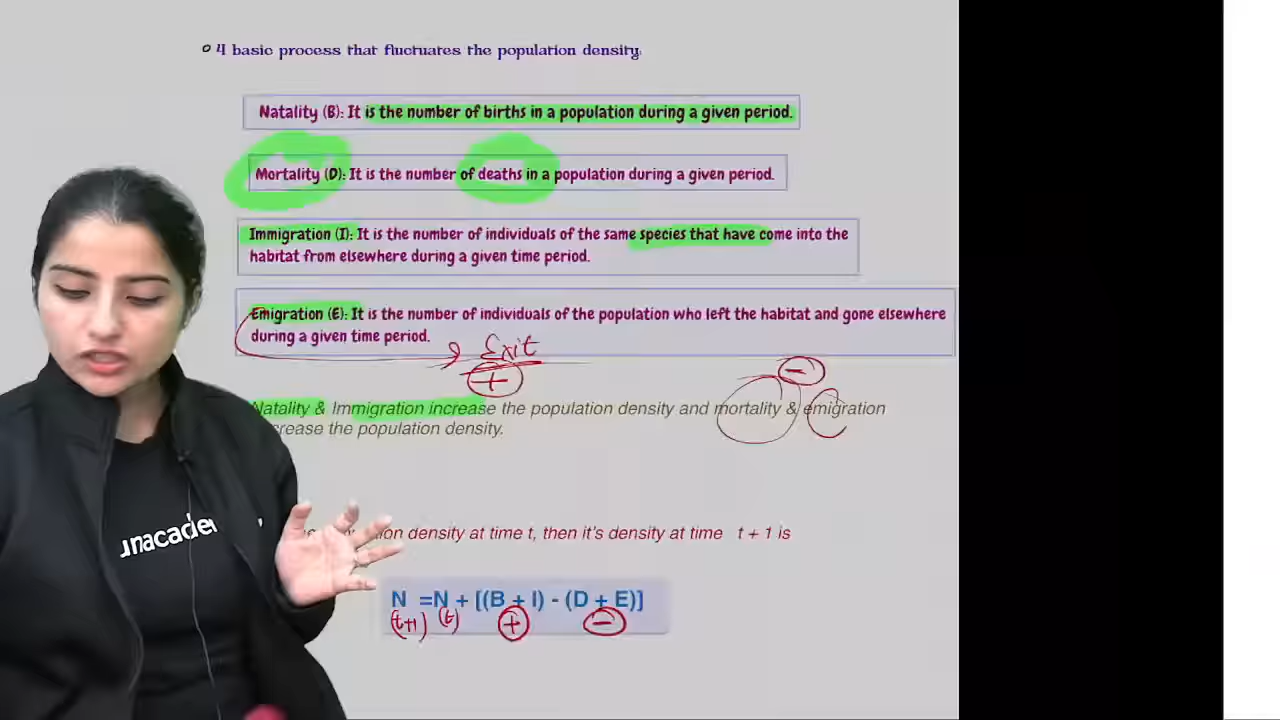 4 basic process that fluctuates the population density.
Natality (B): It is the number of births in a population during a given period.
Mortality (D): It is the number of deaths in a population during a given period.
Immigration (I): It is the number of individuals of the same species that have come into the
habitat from elsewhere during a given time period.
Emigration (E): It is the number of individuals of the population who left the habitat and gone elsewhere
during a given time period.
Exit
+
-
Natality & Immigration increase the population density and mortality & emigration
the population density.
density at time t, then it's density at time t + 1 is
N =N + [(B + I) - (D + E)]
(t+1) (t) + -
unacade